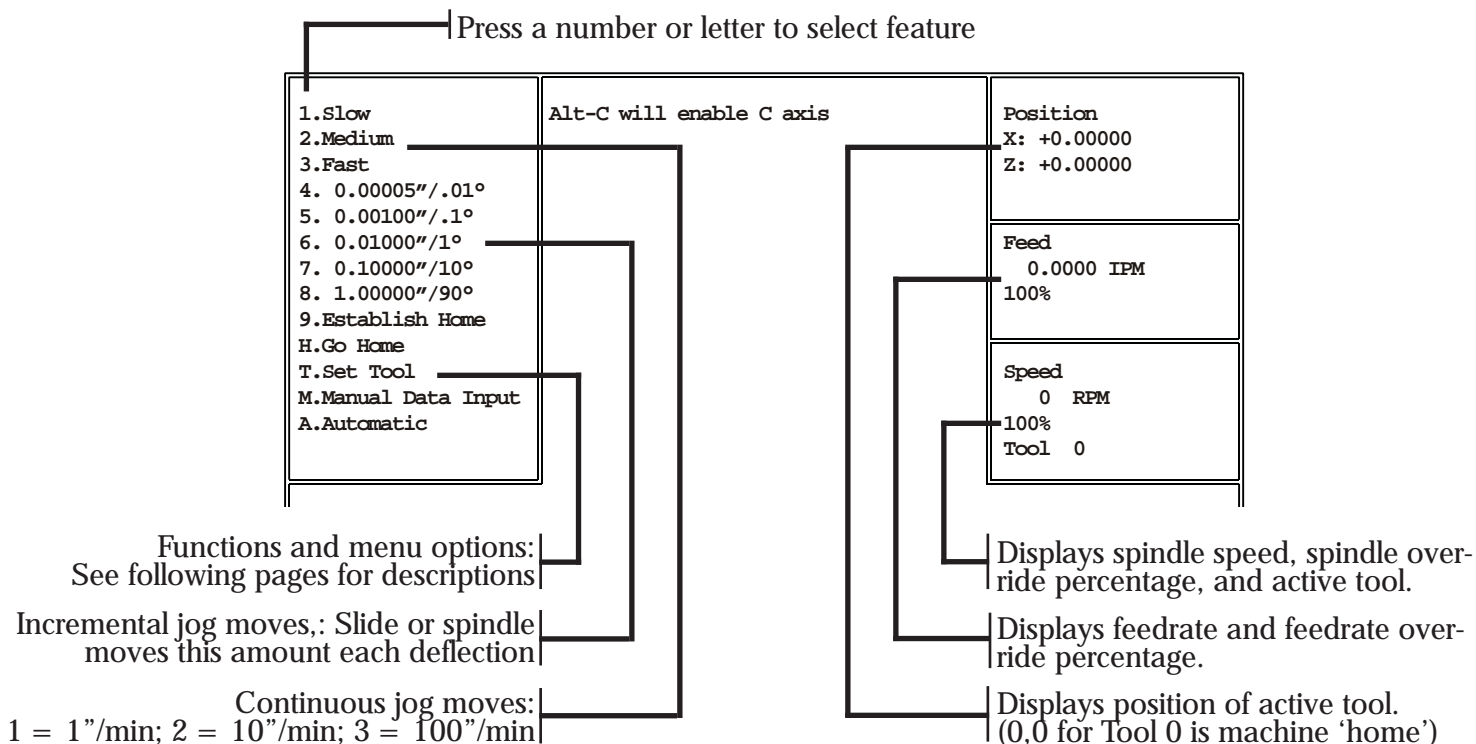 Press a number or letter to select feature
1.Slow
2.Medium
3.Fast
4. 0.00005″/.01°
5. 0.00100″/.1°
6. 0.01000″/1°
7. 0.10000″/10°
8. 1.00000″/90°
9.Establish Home
H.Go Home
T.Set Tool
M.Manual Data Input
A.Automatic
Alt-C will enable C axis
Position
X: +0.00000
Z: +0.00000
Feed
0.0000 IPM
100%
Speed
0 RPM
100%
Tool 0
Functions and menu options:
See following pages for descriptions
Incremental jog moves,: Slide or spindle
moves this amount each deflection
Continuous jog moves:
1 = 1”/min; 2 = 10”/min; 3 = 100”/min
Displays spindle speed, spindle over-
ride percentage, and active tool.
Displays feedrate and feedrate over-
ride percentage.
Displays position of active tool.
(0,0 for Tool 0 is machine ‘home’)